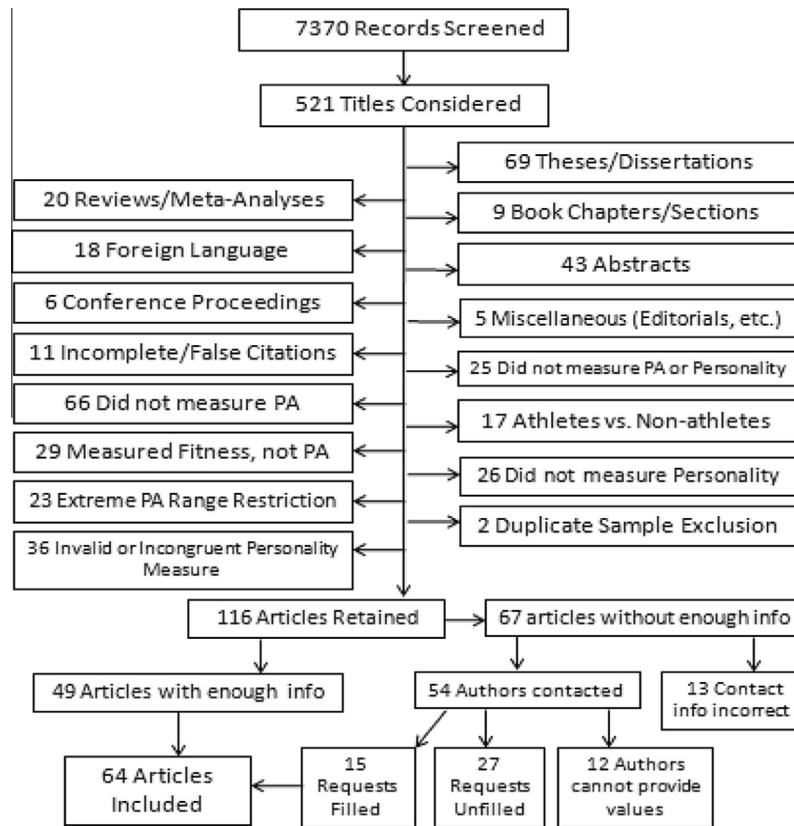 7370 Records Screened
521 Titles Considered
69 Theses/Dissertations
20 Reviews/Meta-Analyses
9 Book Chapters/Sections
18 Foreign Language
43 Abstracts
6 Conference Proceedings
5 Miscellaneous (Editorials, etc.)
11 Incomplete/False Citations
25 Did not measure PA or Personality
66 Did not measure PA
17 Athletes vs. Non-athletes
29 Measured Fitness, not PA
26 Did not measure Personality
23 Extreme PA Range Restriction
2 Duplicate Sample Exclusion
36 Invalid or Incongruent Personality
Measure
116 Articles Retained
67 articles without enough info
49 Articles with enough info
54 Authors contacted
13 Contact
info incorrect
64 Articles
Included
15
Requests
Filled
27
Requests
Unfilled
12 Authors
cannot provide
values